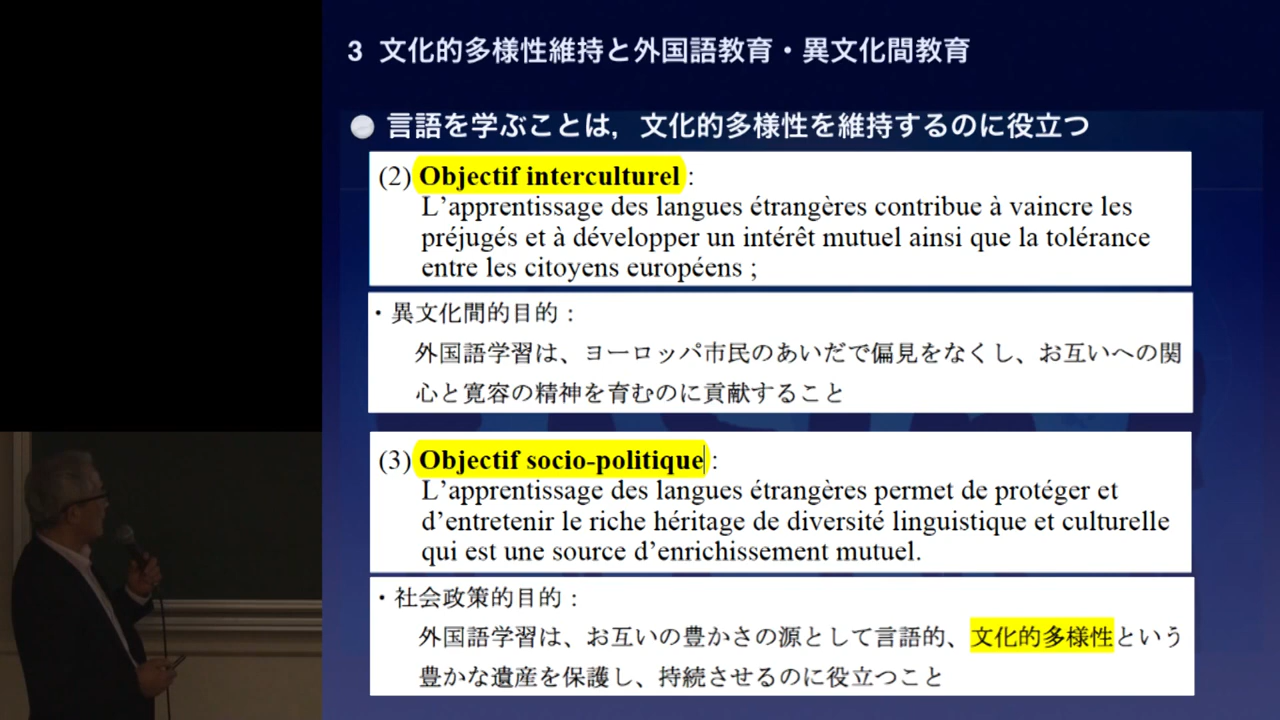 3 文化的多様性維持と外国語教育・異文化間教育
言語を学ぶことは，文化的多様性を維持するのに役立つ
(2) Objectif interculturel :
L’apprentissage des langues étrangères contribue à vaincre les
préjugés et à développer un intérêt mutuel ainsi que la tolérance
entre les citoyens européens ;
・異文化間的目的：
外国語学習は、ヨーロッパ市民のあいだで偏見をなくし、お互いへの関
心と寛容の精神を育むのに貢献すること
(3) Objectif socio-politique :
L’apprentissage des langues étrangères permet de protéger et
d’entretenir le riche héritage de diversité linguistique et culturelle
qui est une source d’enrichissement mutuel.
・社会政策的目的：
外国語学習は、お互いの豊かさの源として言語的、文化的多様性という
豊かな遺産を保護し、持続させるのに役立つこと